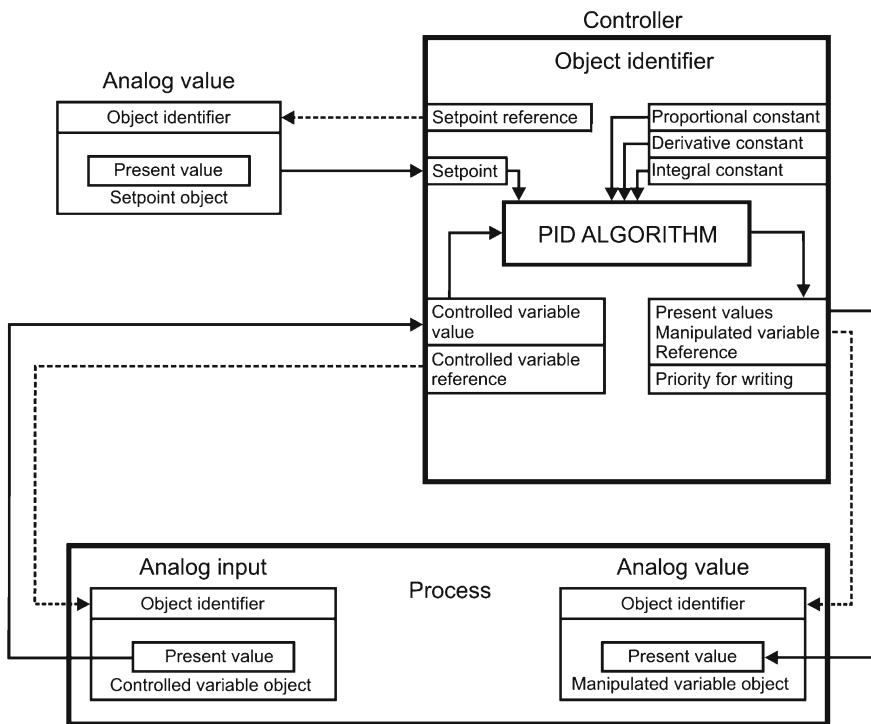 Controller
Object identifier
Analog value
Object identifier
Present value
Setpoint object
Setpoint reference
Setpoint
Proportional constant
Derivative constant
Integral constant
PID ALGORITHM
Controlled variable
value
Controlled variable
reference
Present values
Manipulated variable
Reference
Priority for writing
Process
Analog input
Object identifier
Present value
Controlled variable object
Analog value
Object identifier
Present value
Manipulated variable object